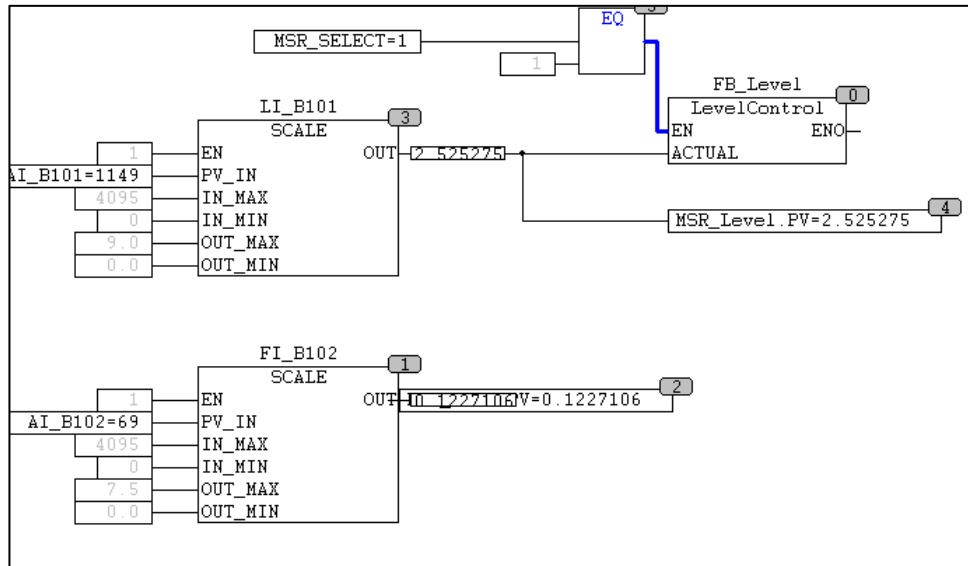 EQ
MSR_SELECT=1
1
FB_Level
LevelControl
0
EN
ENO
ACTUAL
LI_B101
3
SCALE
1
EN
OUT
2.525275
AI_B101=1149
PV_IN
4095
IN_MAX
0
IN_MIN
9.0
OUT_MAX
0.0
OUT_MIN
4
MSR_Level.PV=2.525275
FI_B102
1
SCALE
2
1
EN
OUT
0.1227106
V=0.1227106
AI_B102=69
PV_IN
4095
IN_MAX
0
IN_MIN
7.5
OUT_MAX
0.0
OUT_MIN